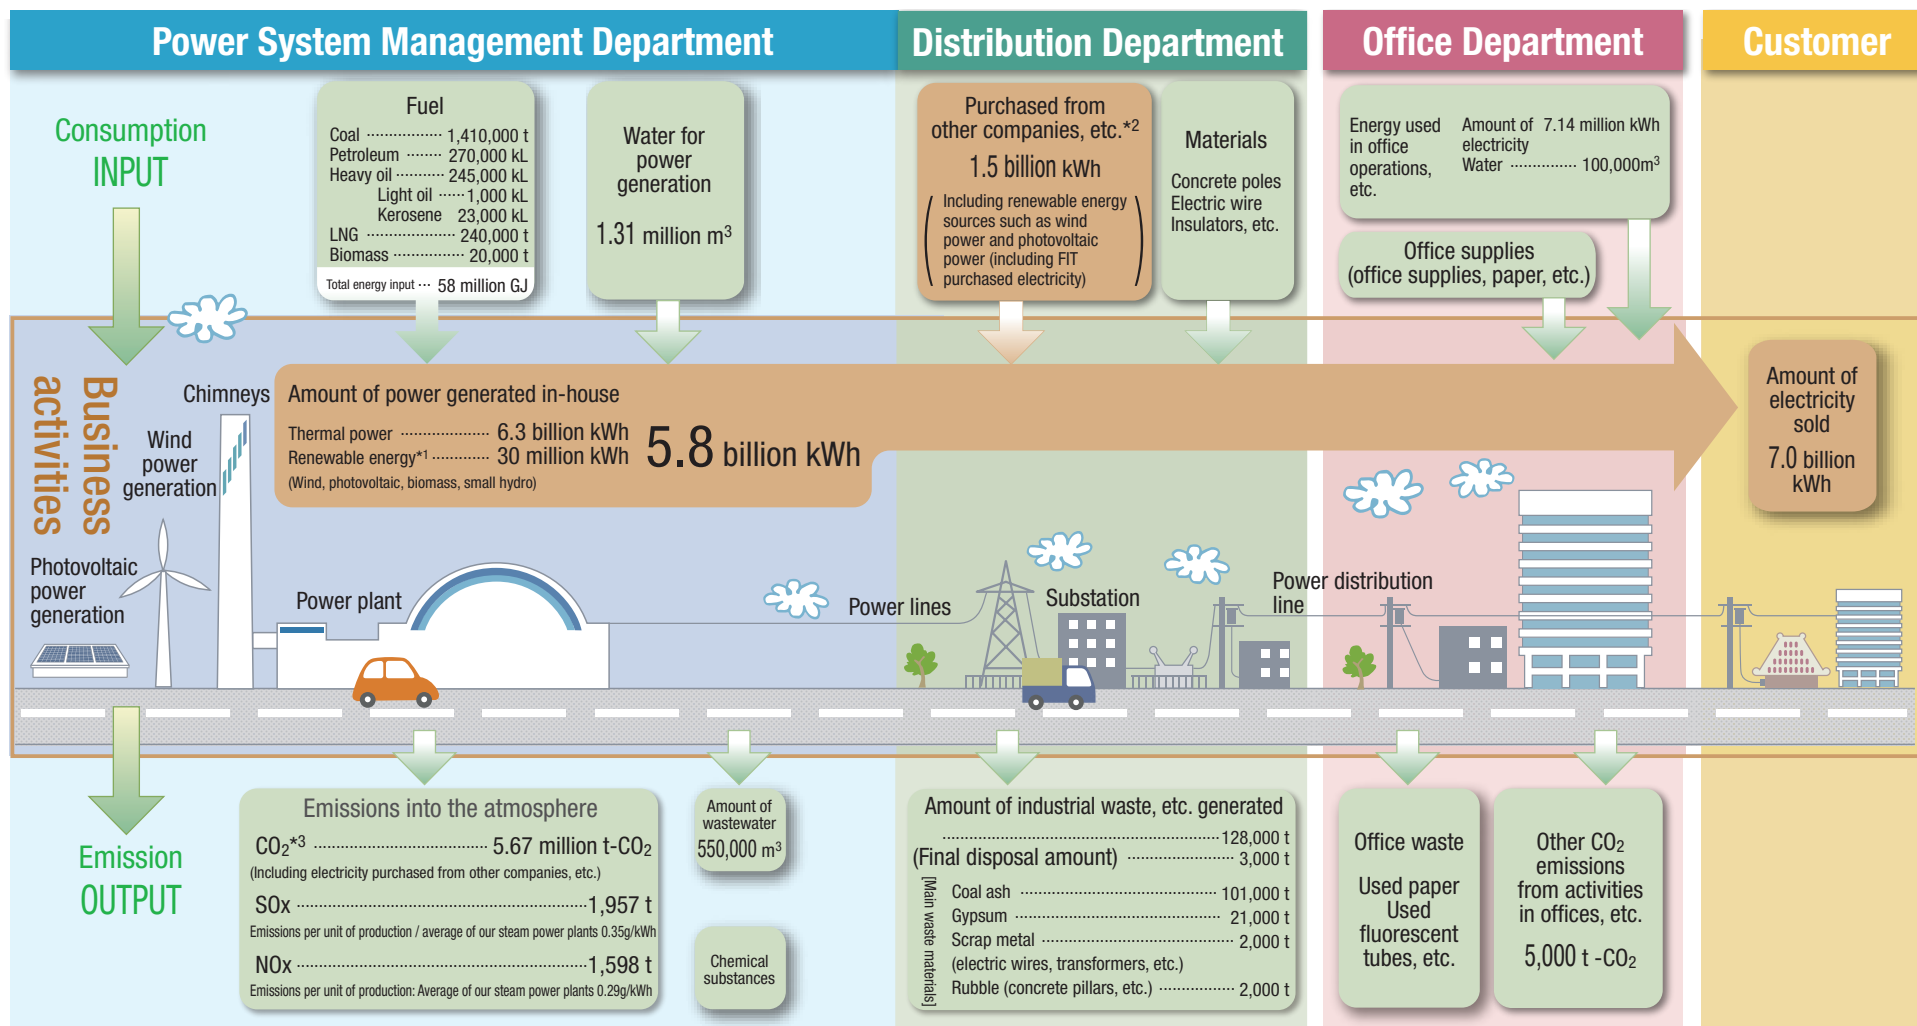 Power System Management Department
Distribution Department
Office Department
Customer
Consumption
INPUT
Fuel
Coal ................. 1,410,000 t
Petroleum ........ 270,000 kL
Heavy oil ........... 245,000 kL
Light oil ...... 1,000 kL
Kerosene 23,000 kL
LNG .................... 240,000 t
Biomass ................ 20,000 t
Total energy input ... 58 million GJ
Water for
power
generation
1.31 million m³
Purchased from
other companies, etc.*2
1.5 billion kWh
Including renewable energy
sources such as wind
power and photovoltaic
power (including FIT
purchased electricity)
Materials
Concrete poles
Electric wire
Insulators, etc.
Energy used
in office
operations,
etc.
Amount of 7.14 million kWh
electricity
Water ............... 100,000m³
Office supplies
(office supplies, paper, etc.)
Business
activities
Chimneys
Wind
power
generation
Photovoltaic
power
generation
Amount of power generated in-house
Thermal power .................... 6.3 billion kWh
Renewable energy*1 ............. 30 million kWh
(Wind, photovoltaic, biomass, small hydro)
5.8 billion kWh
Amount of
electricity
sold
7.0 billion
kWh
Power plant
Power lines
Substation
Power distribution
line
Emission
OUTPUT
Emissions into the atmosphere
CO₂*3 ....................................... 5.67 million t-CO₂
(Including electricity purchased from other companies, etc.)
SOx ................................................................ 1,957 t
Emissions per unit of production / average of our steam power plants 0.35g/kWh
NOx ................................................................ 1,598 t
Emissions per unit of production: Average of our steam power plants 0.29g/kWh
Amount of
wastewater
550,000 m³
Chemical
substances
Amount of industrial waste, etc. generated
.............................................................. 128,000 t
(Final disposal amount) ........................ 3,000 t
[Main waste materials]
Coal ash ............................................ 101,000 t
Gypsum .............................................. 21,000 t
Scrap metal ........................................... 2,000 t
(electric wires, transformers, etc.)
Rubble (concrete pillars, etc.) ................. 2,000 t
Office waste
Used paper
Used
fluorescent
tubes, etc.
Other CO₂
emissions
from activities
in offices, etc.
5,000 t -CO₂